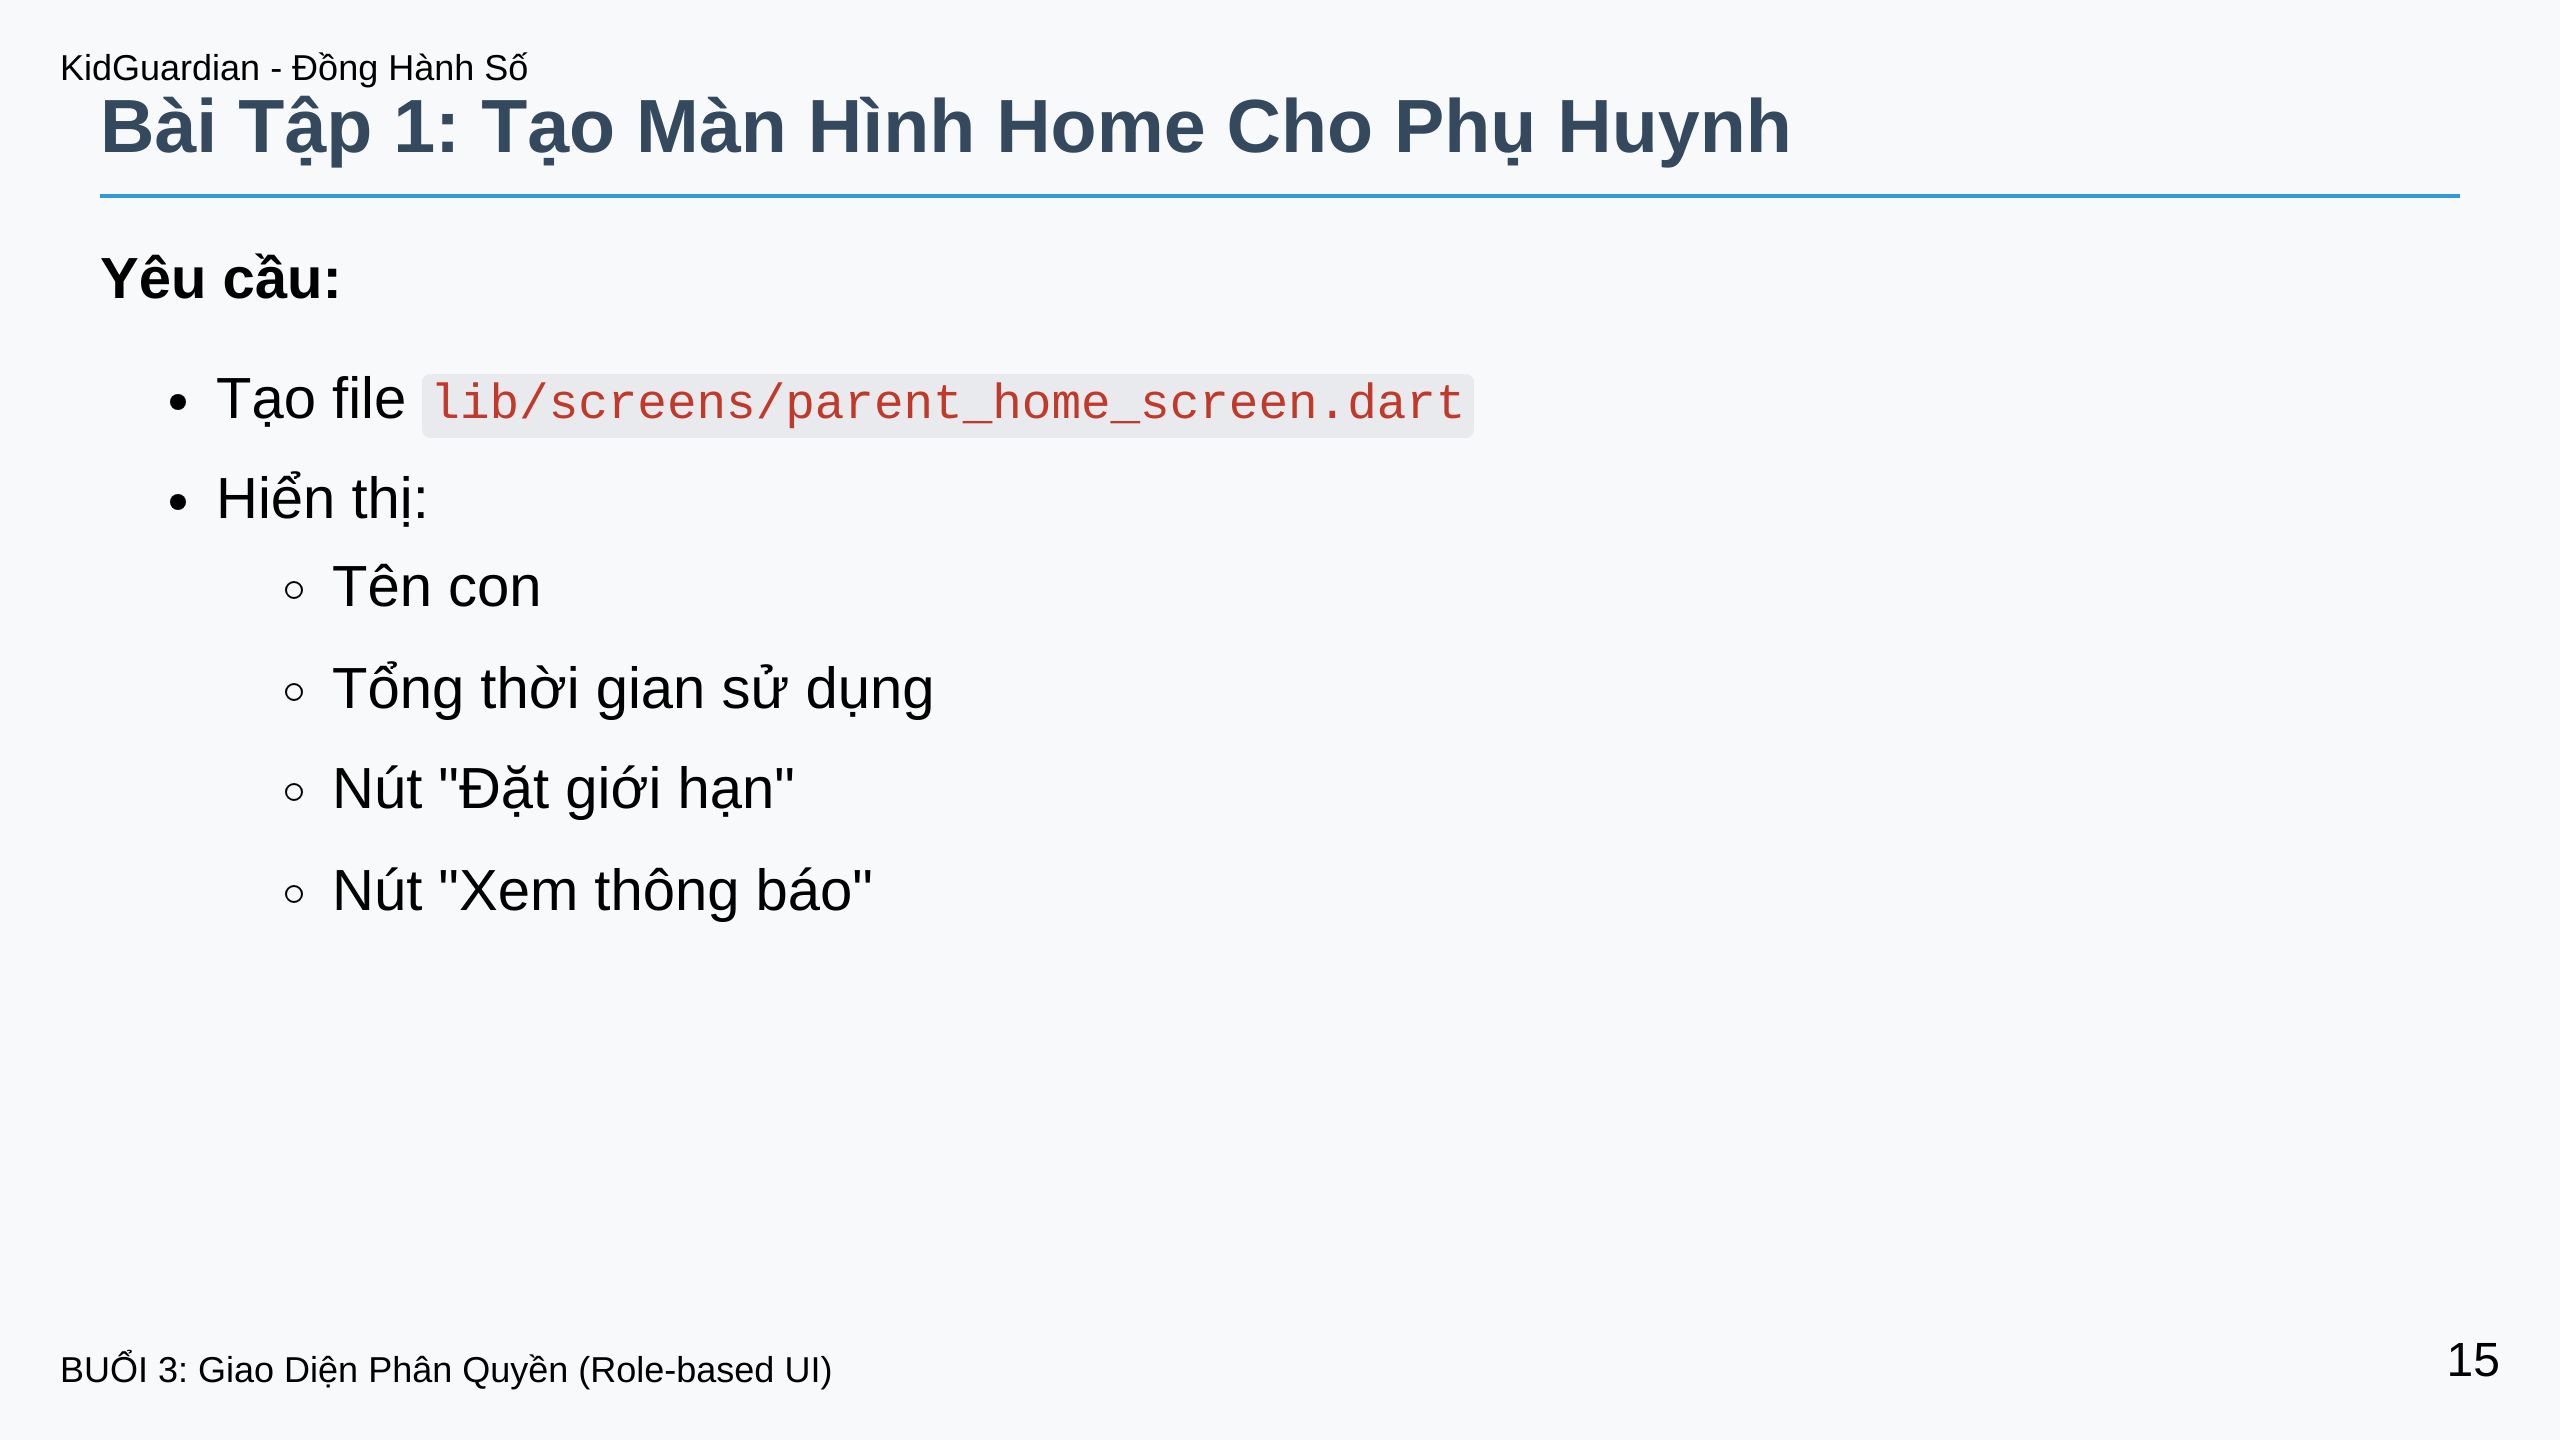 KidGuardian - Đồng Hành Số
Bài Tập 1: Tạo Màn Hình Home Cho Phụ Huynh
Yêu cầu:
Tạo file lib/screens/parent_home_screen.dart
Hiển thị:
Tên con
Tổng thời gian sử dụng
Nút "Đặt giới hạn"
Nút "Xem thông báo"
BUỔI 3: Giao Diện Phân Quyền (Role-based UI)
15